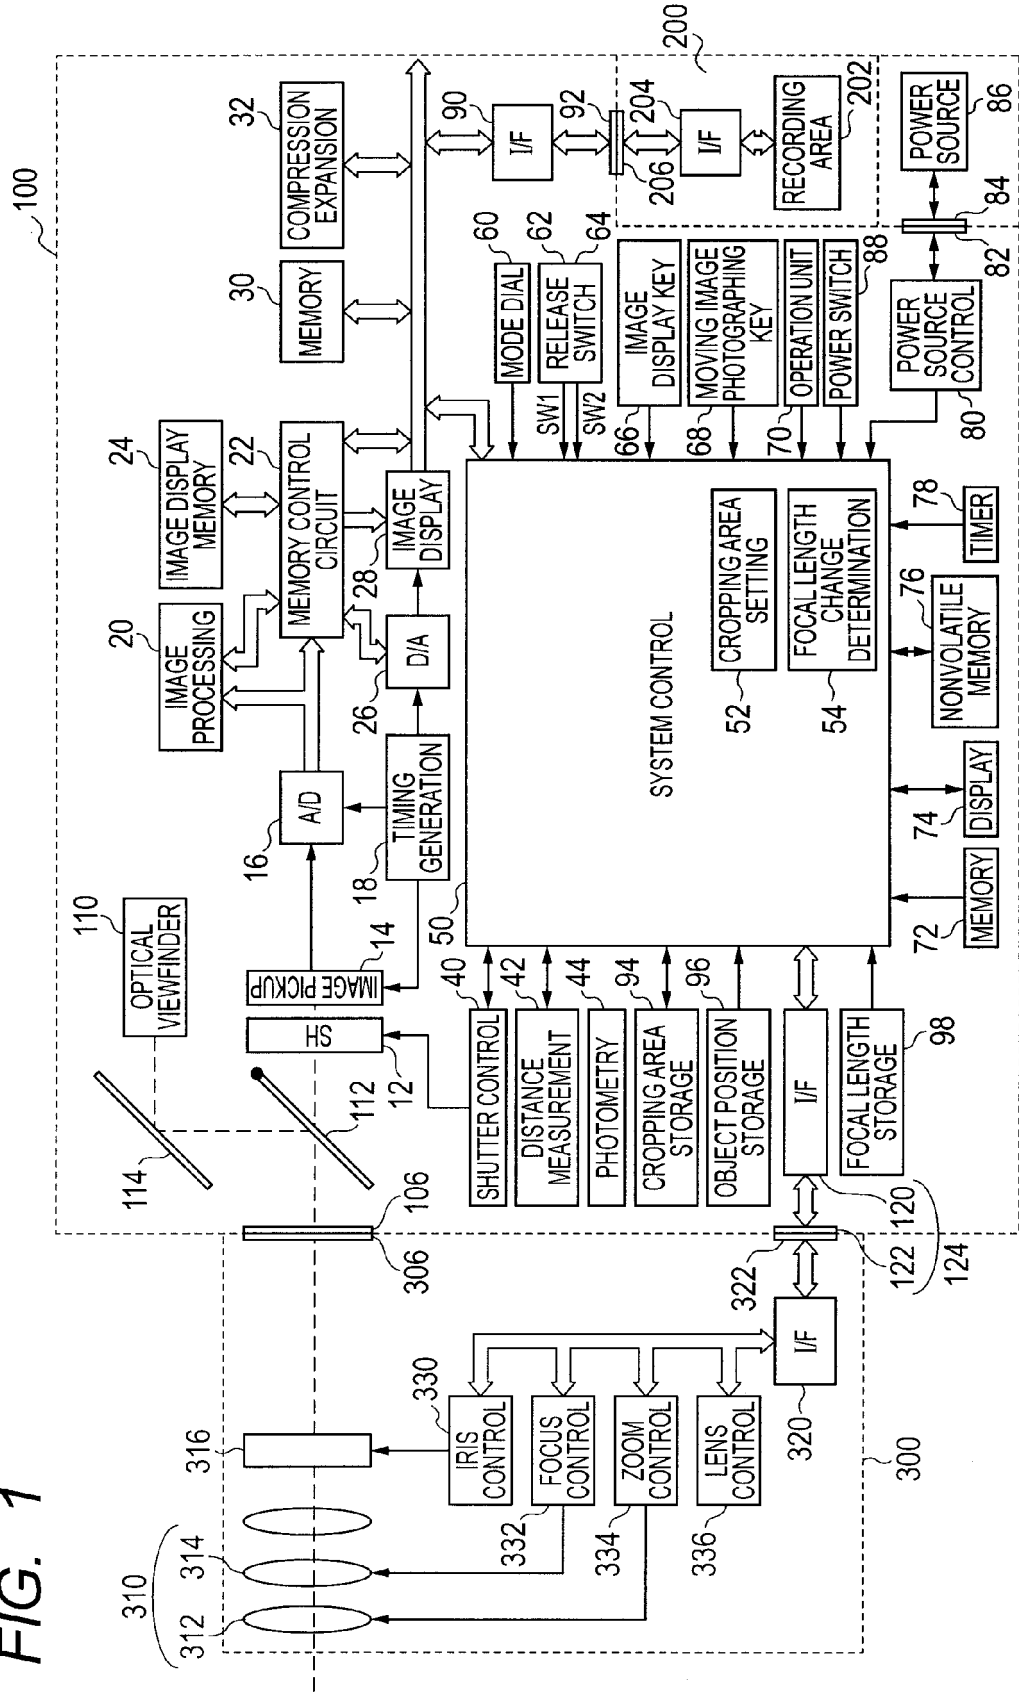 FIG. 1
100
310
312
314
316
114
112
110
OPTICAL
VIEWFINDER
306
106
SH
12
IMAGE PICKUP
14
16
A/D
18
TIMING
GENERATION
20
IMAGE
PROCESSING
24
IMAGE DISPLAY
MEMORY
22
MEMORY CONTROL
CIRCUIT
26
D/A
28
IMAGE
DISPLAY
30
MEMORY
32
COMPRESSION
EXPANSION
90
I/F
92
206
200
204
I/F
RECORDING
AREA
202
330
IRIS
CONTROL
332
FOCUS
CONTROL
334
ZOOM
CONTROL
336
LENS
CONTROL
320
I/F
300
322
122
120
124
I/F
40
SHUTTER CONTROL
42
DISTANCE
MEASUREMENT
44
PHOTOMETRY
94
CROPPING AREA
STORAGE
96
OBJECT POSITION
STORAGE
98
FOCAL LENGTH
STORAGE
50
SYSTEM CONTROL
52
CROPPING AREA
SETTING
54
FOCAL LENGTH
CHANGE
DETERMINATION
60
MODE DIAL
SW1
SW2
62
64
RELEASE
SWITCH
66
IMAGE
DISPLAY KEY
68
MOVING IMAGE
PHOTOGRAPHING
KEY
70
OPERATION UNIT
88
POWER SWITCH
80
POWER
SOURCE
CONTROL
82
84
86
POWER
SOURCE
72
MEMORY
74
DISPLAY
76
NONVOLATILE
MEMORY
78
TIMER